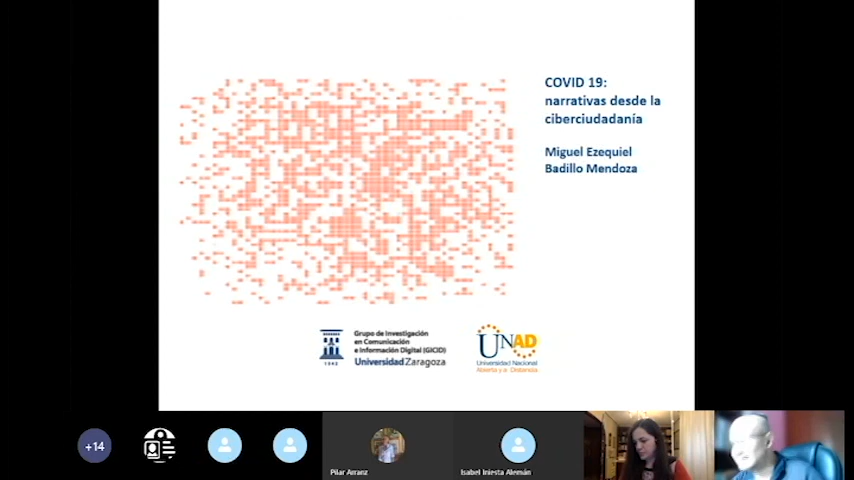 COVID 19:
narrativas desde la
ciberciudadanía
Miguel Ezequiel
Badillo Mendoza
Grupo de Investigación
en Comunicación
e Información Digital (GICID)
Universidad Zaragoza
1542
UNAD
Universidad Nacional
Abierta y a Distancia
+14
Pilar Arranz
Isabel Iniesta Alemán